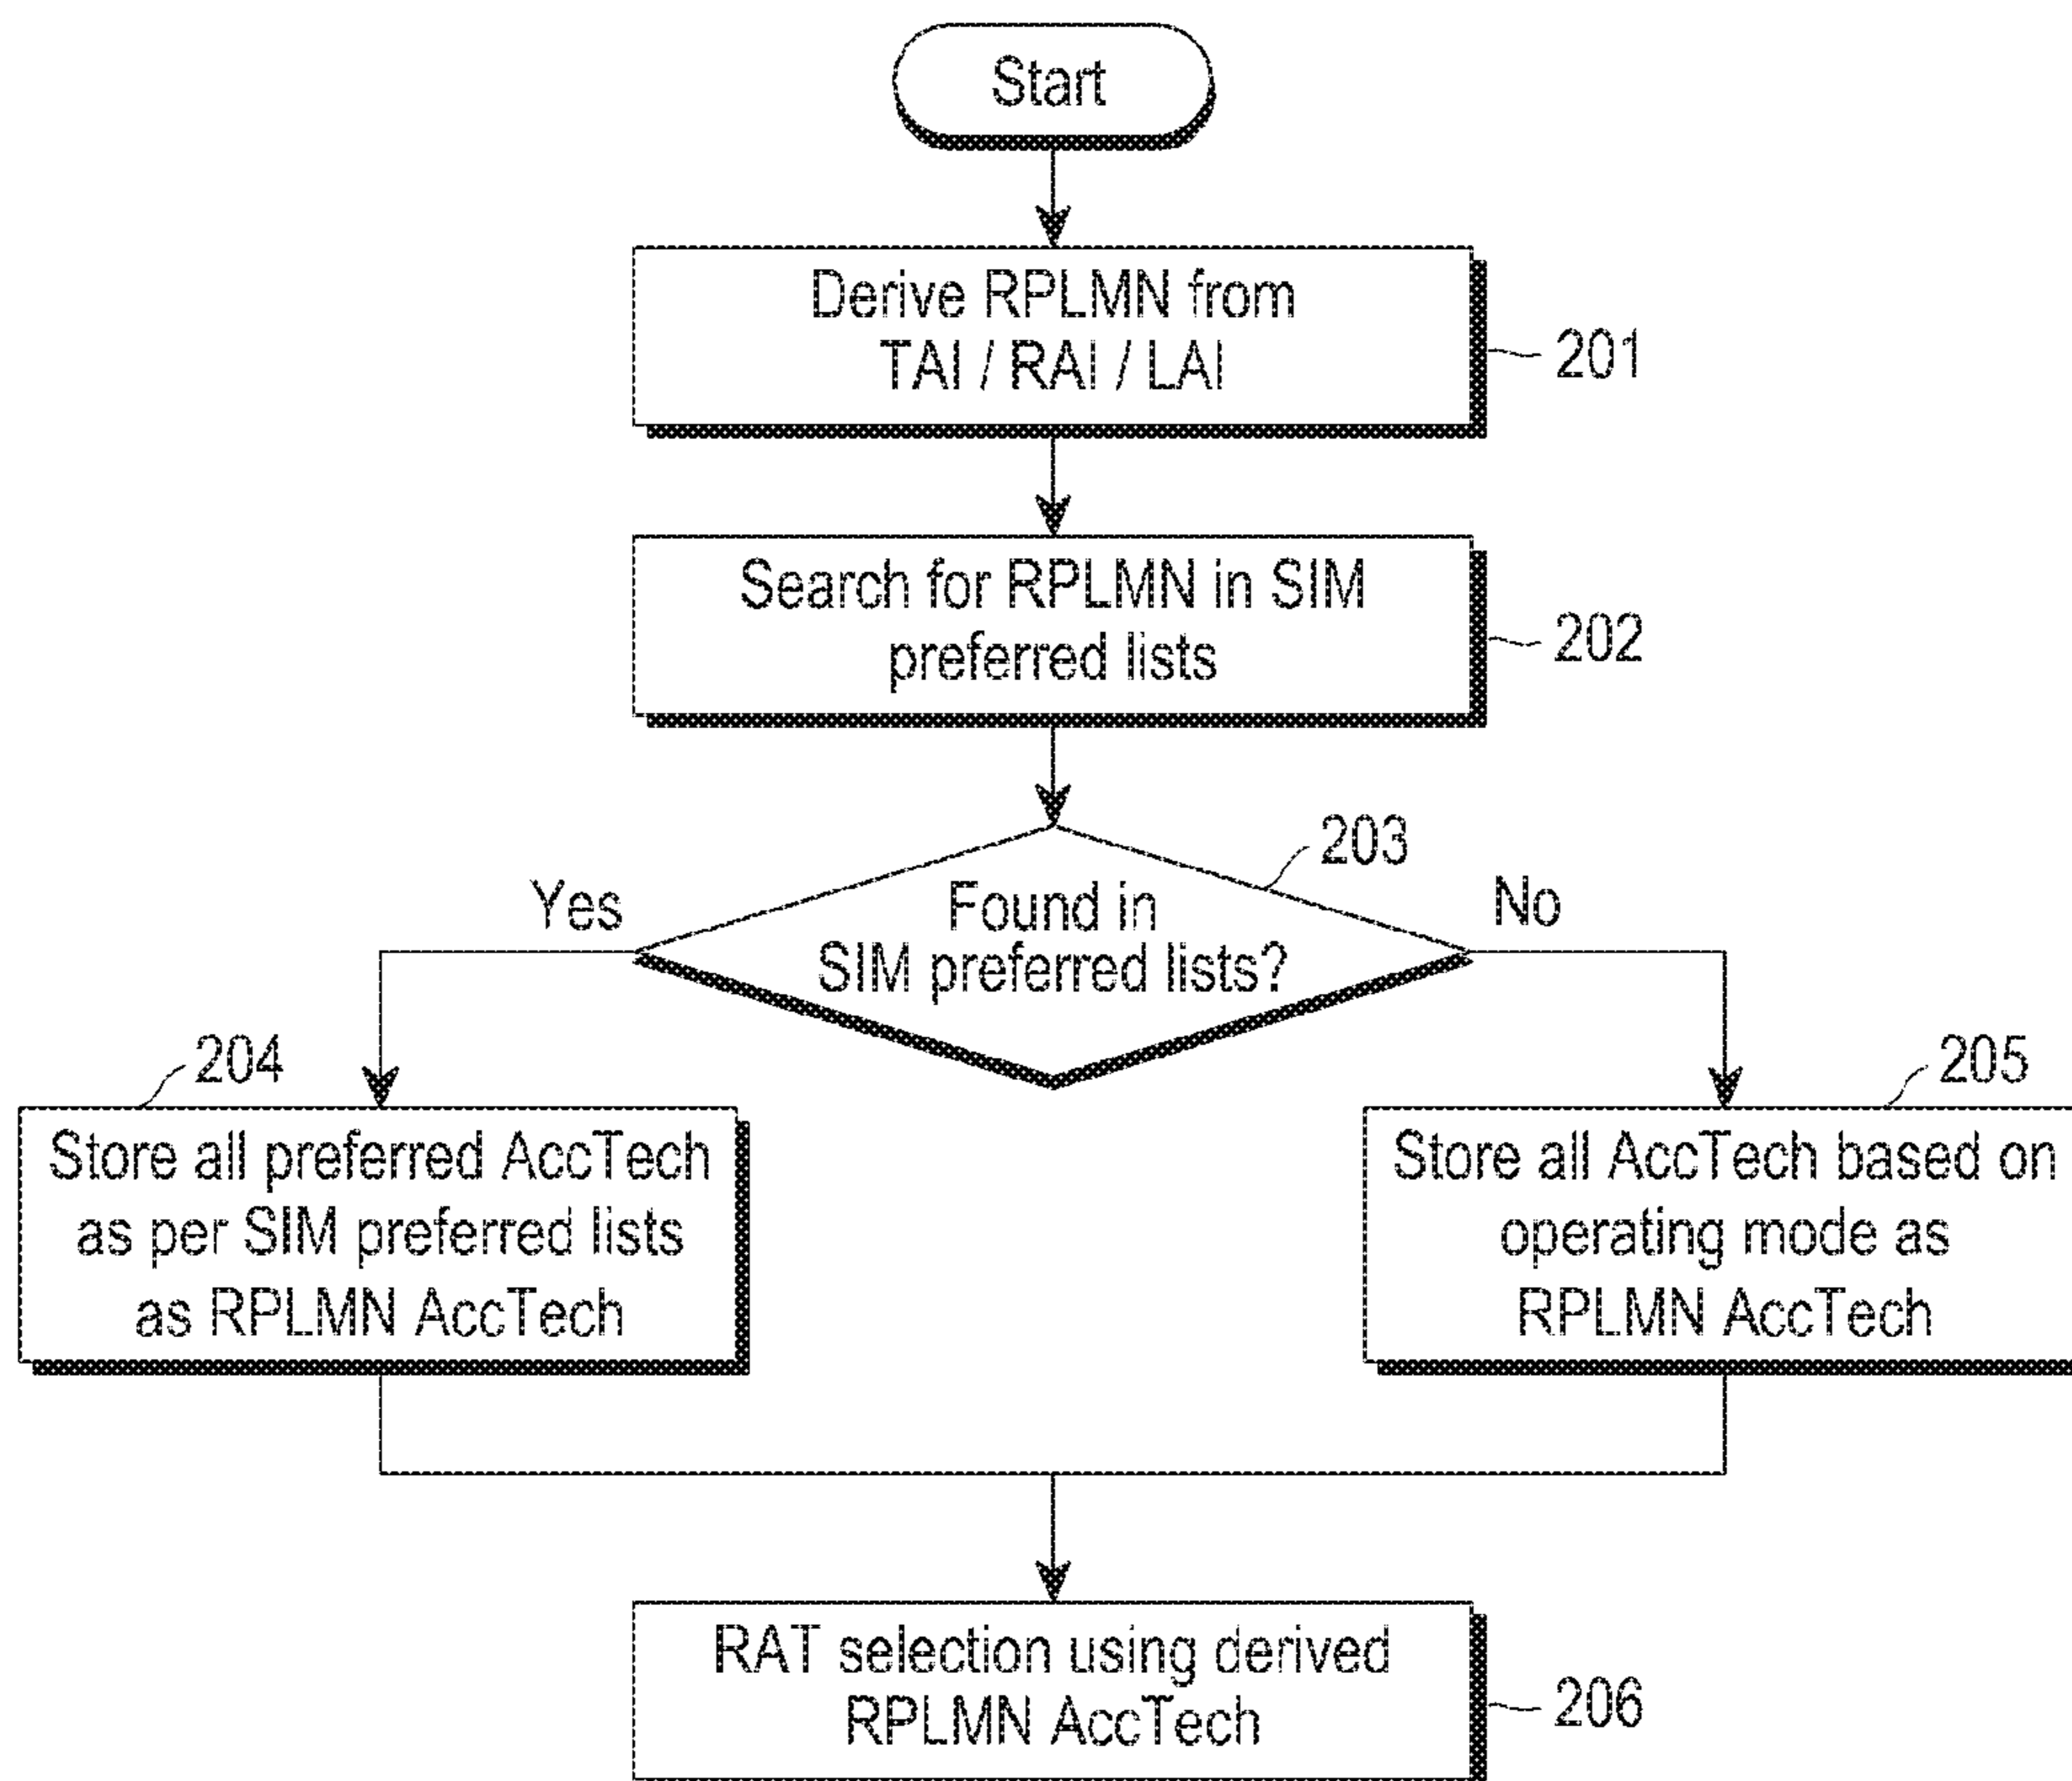 Start
Derive RPLMN from
TAI / RAI / LAI
201
Search for RPLMN in SIM
preferred lists
202
203
Yes
Found in
SIM preferred lists?
No
204
Store all preferred AccTech
as per SIM preferred lists
as RPLMN AccTech
205
Store all AccTech based on
operating mode as
RPLMN AccTech
RAT selection using derived
RPLMN AccTech
206